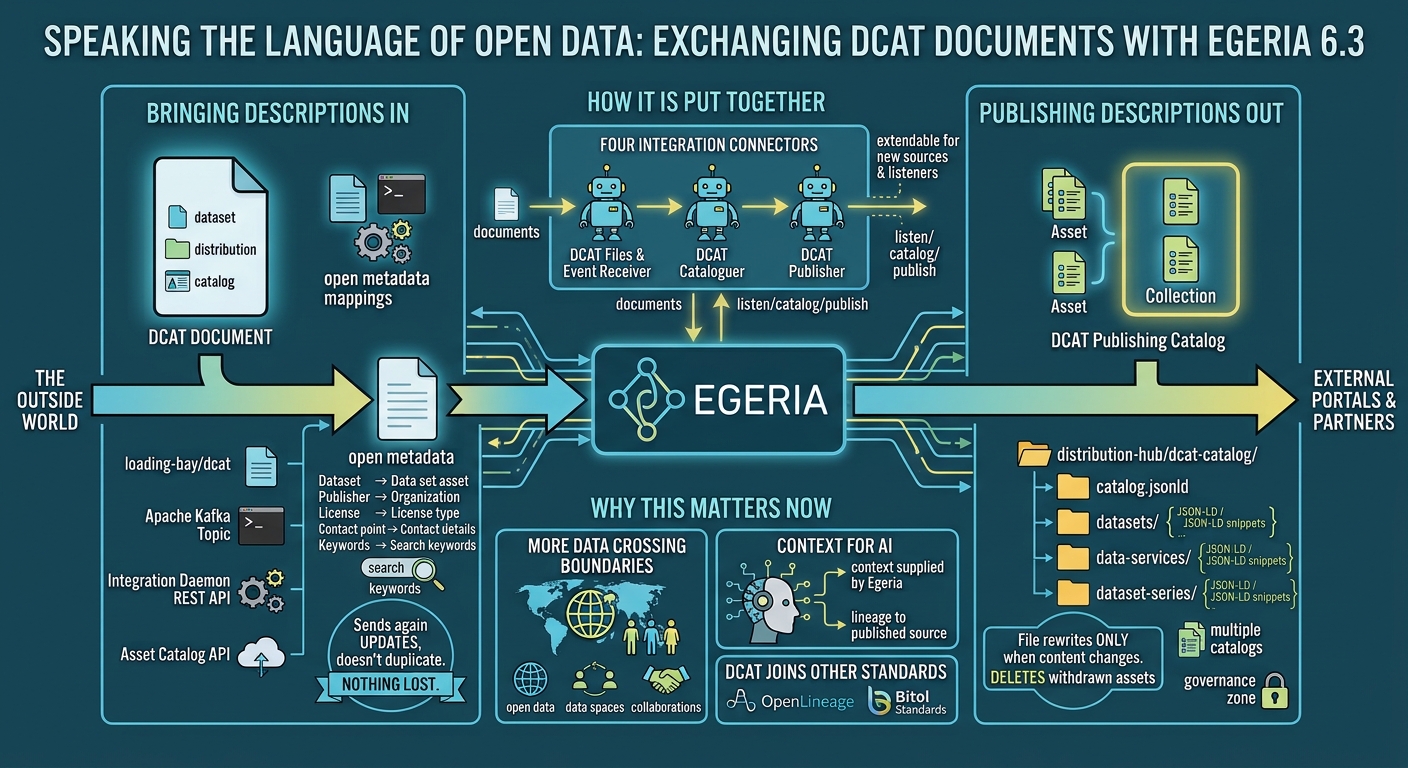 SPEAKING THE LANGUAGE OF OPEN DATA: EXCHANGING DCAT DOCUMENTS WITH EGERIA 6.3
THE
OUTSIDE
WORLD
BRINGING DESCRIPTIONS IN
dataset
distribution
catalog
DCAT DOCUMENT
>_
open metadata
mappings
open metadata
loading-bay/dcat
Apache Kafka
Topic
>_
Integration Daemon
REST API
Asset Catalog API
Dataset → Data set asset
Publisher → Organization
License → License type
Contact point → Contact details
Keywords → Search keywords
search
keywords
Sends again
UPDATES,
doesn't duplicate.
NOTHING LOST.
HOW IT IS PUT TOGETHER
FOUR INTEGRATION CONNECTORS
documents
DCAT Files &
Event Receiver
DCAT
Cataloguer
DCAT
Publisher
extendable for
new sources
& listeners
listen/
catalog/
publish
documents
listen/catalog/publish
EGERIA
WHY THIS MATTERS NOW
MORE DATA CROSSING
BOUNDARIES
open data
data spaces
collaborations
CONTEXT FOR AI
context supplied
by Egeria
lineage to
published source
DCAT JOINS OTHER STANDARDS
OpenLineage
Bitol
Standards
PUBLISHING DESCRIPTIONS OUT
Asset
Asset
Collection
DCAT Publishing Catalog
EXTERNAL
PORTALS &
PARTNERS
distribution-hub/dcat-catalog/
catalog.jsonld
datasets/
{JSON-LD /
JSON-LD snippets}
...
data-services/
{JSON LD /
JSON-LD snippets}
dataset-series/
{JSON-LD /
JSON-LD snippets}
..
File rewrites ONLY
when content changes.
DELETES withdrawn assets
multiple
catalogs
governance
zone